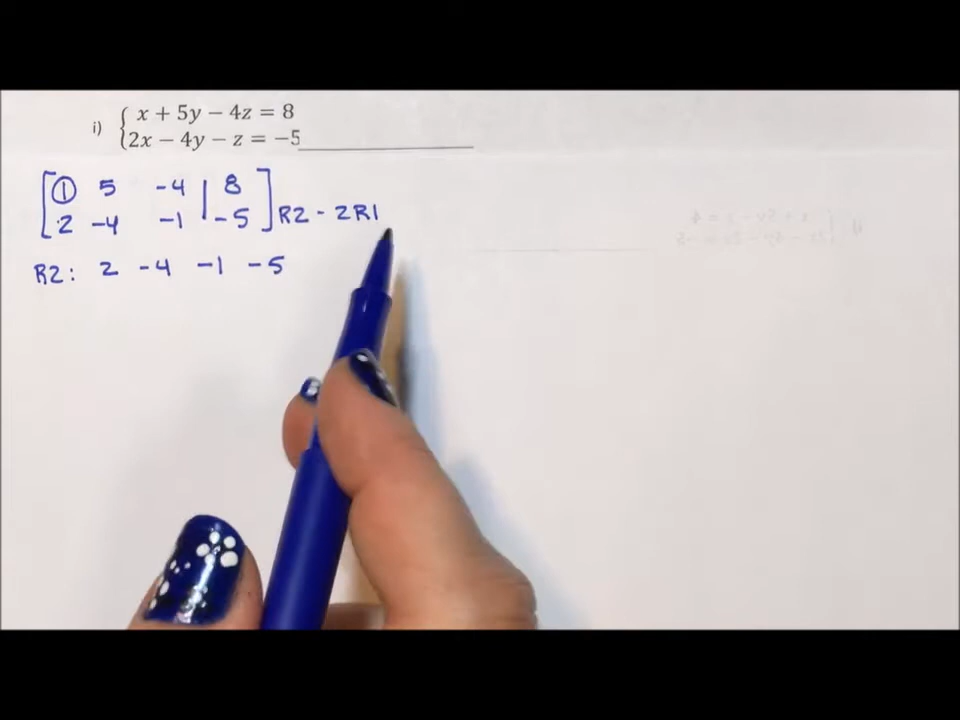 i) { x + 5y − 4z = 8
2x − 4y − z = −5
[ 1 5 -4 | 8
2 -4 -1 | -5 ] R2 - 2R1
R2: 2 -4 -1 -5